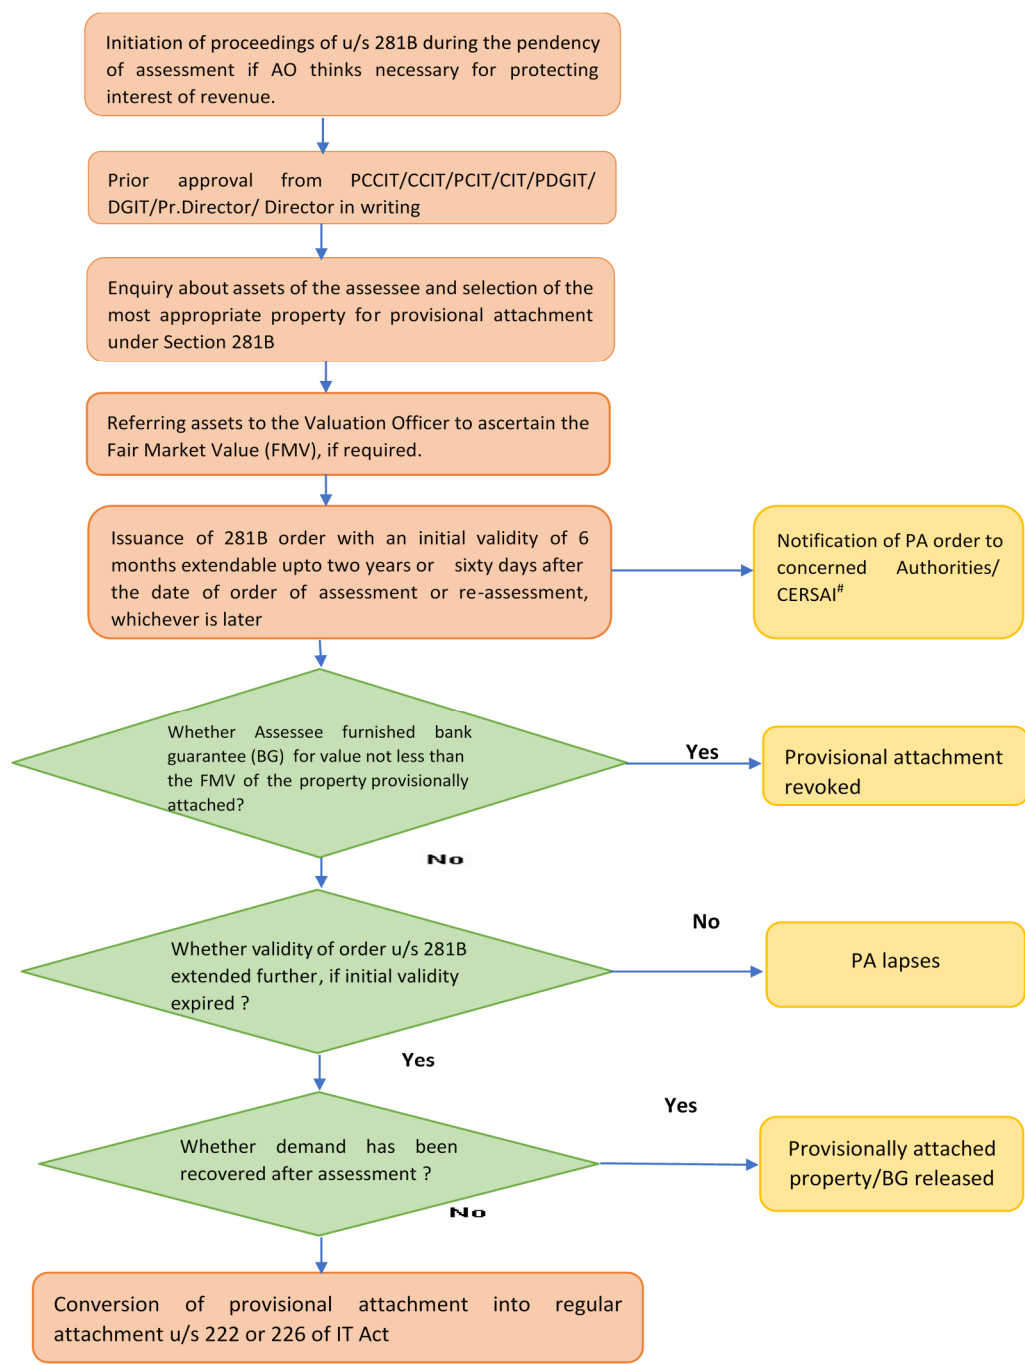 Initiation of proceedings of u/s 281B during the pendency
of assessment if AO thinks necessary for protecting
interest of revenue.
Prior approval from PCCIT/CCIT/PCIT/CIT/PDGIT/
DGIT/Pr.Director/ Director in writing
Enquiry about assets of the assessee and selection of the
most appropriate property for provisional attachment
under Section 281B
Referring assets to the Valuation Officer to ascertain the
Fair Market Value (FMV), if required.
Issuance of 281B order with an initial validity of 6
months extendable upto two years or sixty days after
the date of order of assessment or re-assessment,
whichever is later
Notification of PA order to
concerned Authorities/
CERSAI#
Whether Assessee furnished bank
guarantee (BG) for value not less than
the FMV of the property provisionally
attached?
Yes
Provisional attachment
revoked
No
Whether validity of order u/s 281B
extended further, if initial validity
expired ?
No
PA lapses
Yes
Whether demand has been
recovered after assessment ?
Yes
Provisionally attached
property/BG released
No
Conversion of provisional attachment into regular
attachment u/s 222 or 226 of IT Act